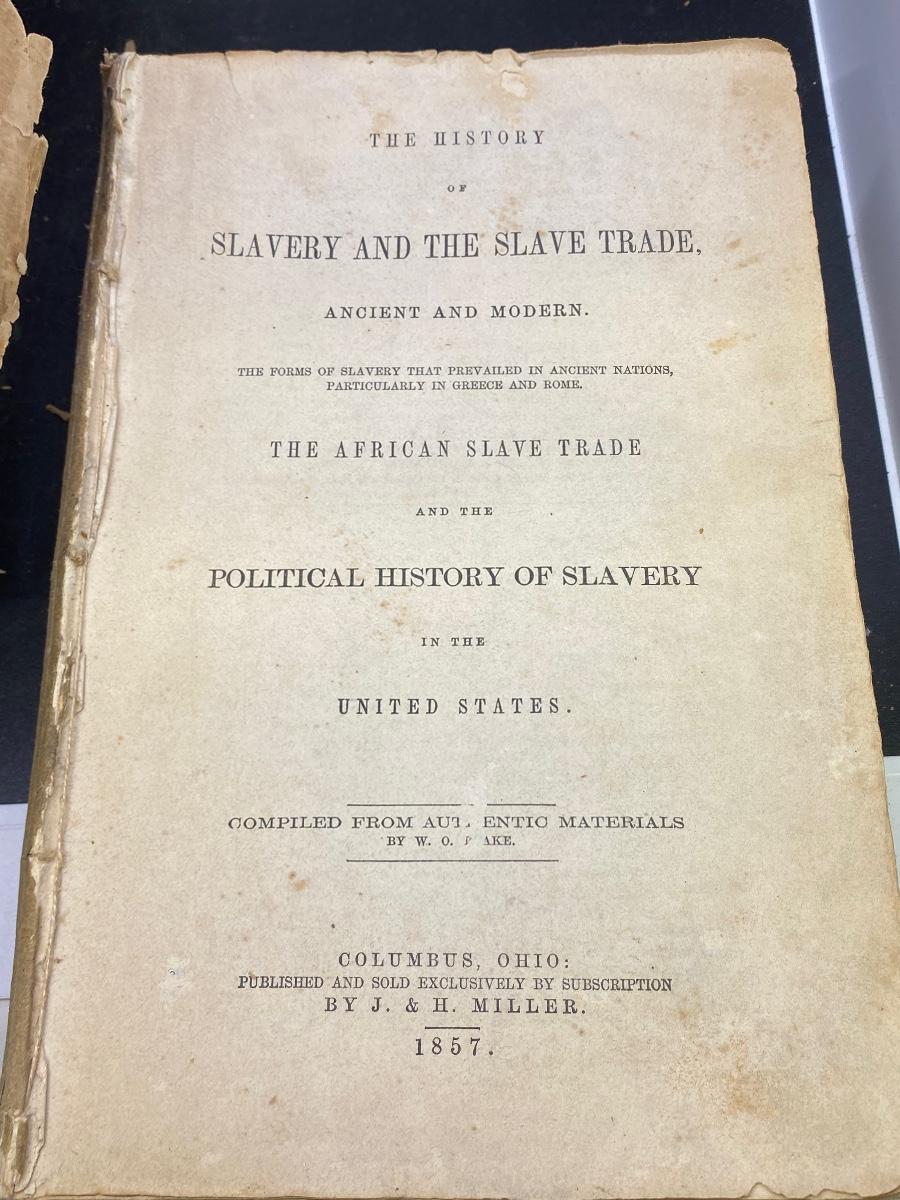 THE HISTORY
OF
SLAVERY AND THE SLAVE TRADE,
ANCIENT AND MODERN.
THE FORMS OF SLAVERY THAT PREVAILED IN ANCIENT NATIONS,
PARTICULARLY IN GREECE AND ROME.
THE AFRICAN SLAVE TRADE
AND THE
POLITICAL HISTORY OF SLAVERY
IN THE
UNITED STATES.
COMPILED FROM MATERIALS
BY W. O.
COLUMBUS, OHIO:
PUBLISHED AND SOLD EXCLUSIVELY BY SUBSCRIPTION
BY J. & H. MILLER.
1857.